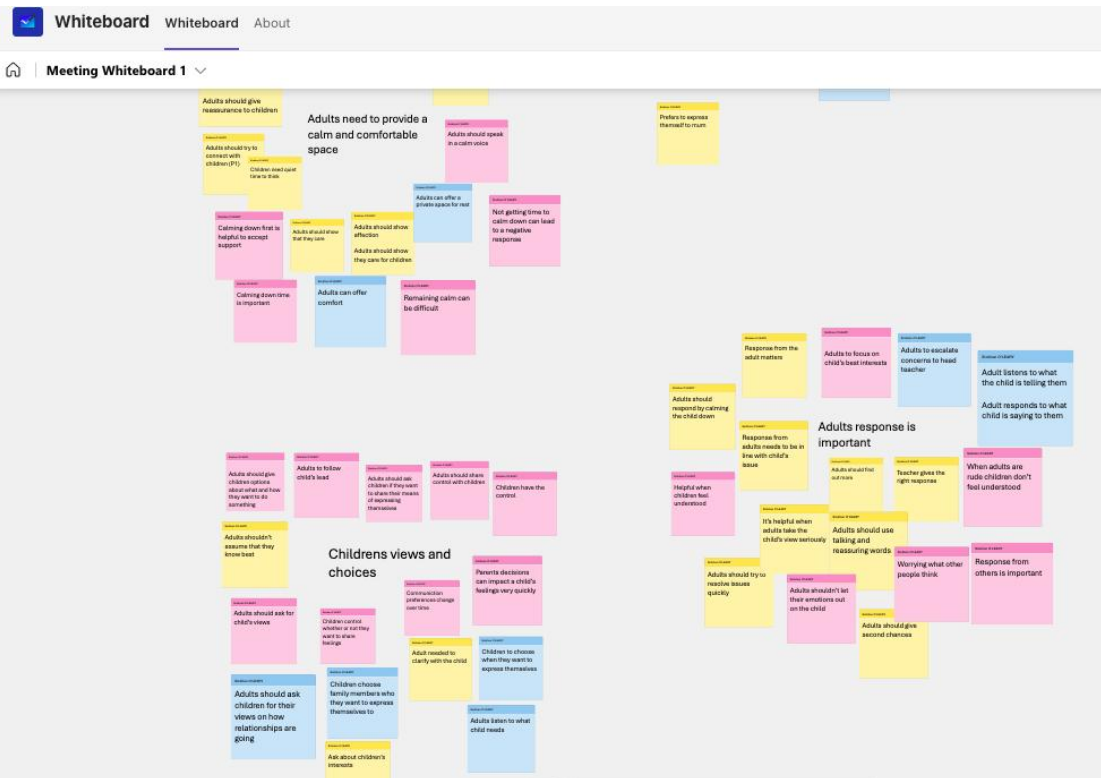 Whiteboard
Whiteboard
About
Meeting Whiteboard 1
Adults should give
reassurance to children
Adults need to provide a
calm and comfortable
space
Adults should speak
in a calm voice
Prefers to express
themself to mum
Adults should try to
connect with
children (P1)
Children need quiet
time to think
Adults can offer a
private space for rest
Not getting time to
calm down can lead
to a negative
response
Calming down first is
helpful to accept
support
Adults should show
that they care
Adults should show
affection
Adults should show
they care for children
Calming down time
is important
Adults can offer
comfort
Remaining calm can
be difficult
Response from the
adult matters
Adults to focus on
child's best interests
Adults to escalate
concerns to head
teacher
Adult listens to what
the child is telling them
Adult responds to what
child is saying to them
Adults should
respond by calming
the child down
Response from
adults needs to be in
line with child's
issue
Adults response is
important
Adults should find
out more
Teacher gives the
right response
When adults are
rude children don't
feel understood
Helpful when
children feel
understood
It's helpful when
adults take the
child's view seriously
Adults should use
talking and
reassuring words
Worrying what other
people think
Response from
others is important
Adults should try to
resolve issues
quickly
Adults shouldn't let
their emotions out
on the child
Adults should give
second chances
Adults should give
children options
about what and how
they want to do
something
Adults to follow
child's lead
Adults should ask
children if they want
to share their means
of expressing
themselves
Adults should share
control with children
Children have the
control
Adults shouldn't
assume that they
know best
Childrens views and
choices
Parents decisions
can impact a child's
feelings very quickly
Communication
preferences change
over time
Adults should ask for
child's views
Children control
whether or not they
want to share
feelings
Adult needed to
clarify with the child
Children to choose
when they want to
express themselves
Adults should ask
children for their
views on how
relationships are
going
Children choose
family members who
they want to express
themselves to
Adults listen to what
child needs
Ask about children's
interests